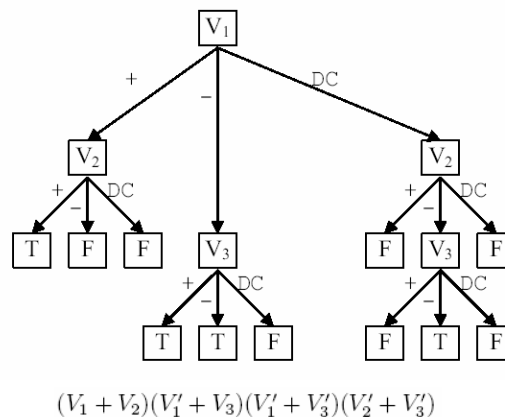 V₁
+ − DC
V₂ V₂
+ − DC + − DC
T F F F V₃ F
V₃
+ − DC + − DC
T T F F T F
(V₁ + V₂)(V₁′ + V₃)(V₁′ + V₃′)(V₂′ + V₃′)